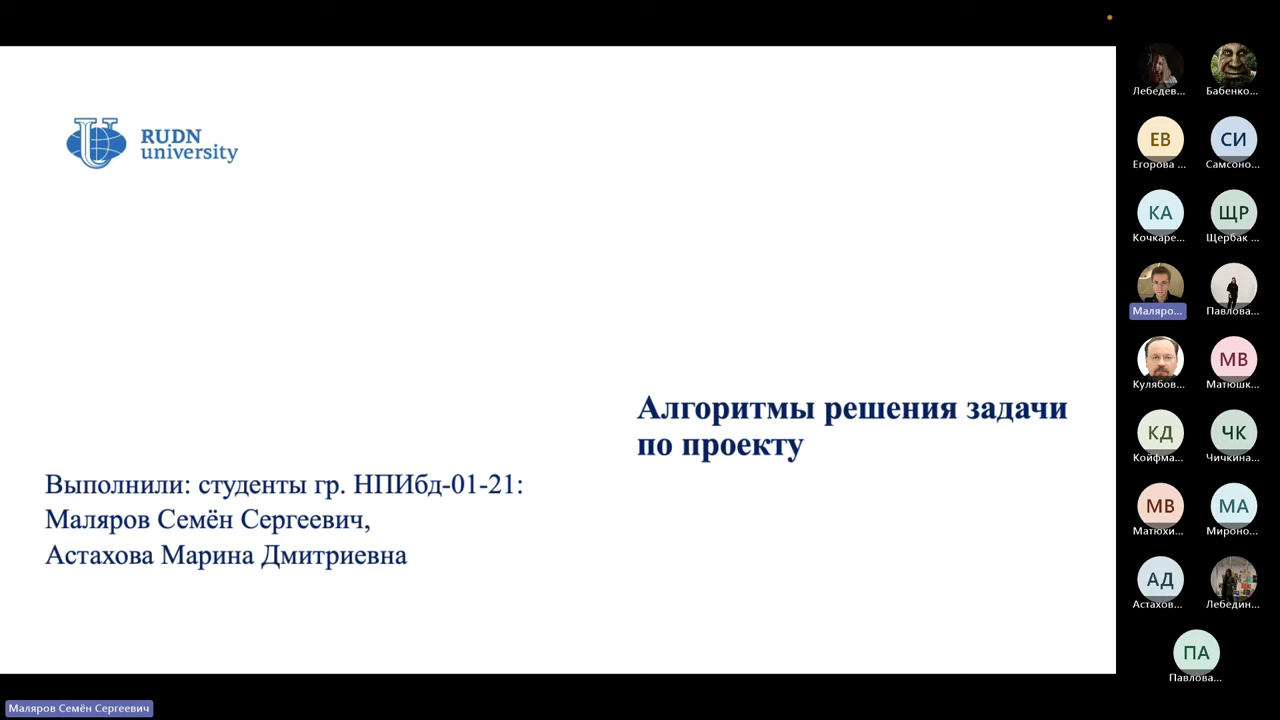 RUDN
university
Алгоритмы решения задачи
по проекту
Выполнили: студенты гр. НПИбд-01-21:
Маляров Семён Сергеевич,
Астахова Марина Дмитриевна
Лебедев...
Бабенко...
ЕВ
СИ
Егорова ...
Самсоно...
КА
ЩР
Кочкаре...
Щербак ...
Маляро...
Павлова...
Кулябов...
МВ
Матюшк...
КД
ЧК
Койфма...
Чичкина...
МВ
МА
Матюхи...
Мироно...
АД
Астахов...
Лебедин...
ПА
Павлова...
Маляров Семён Сергеевич